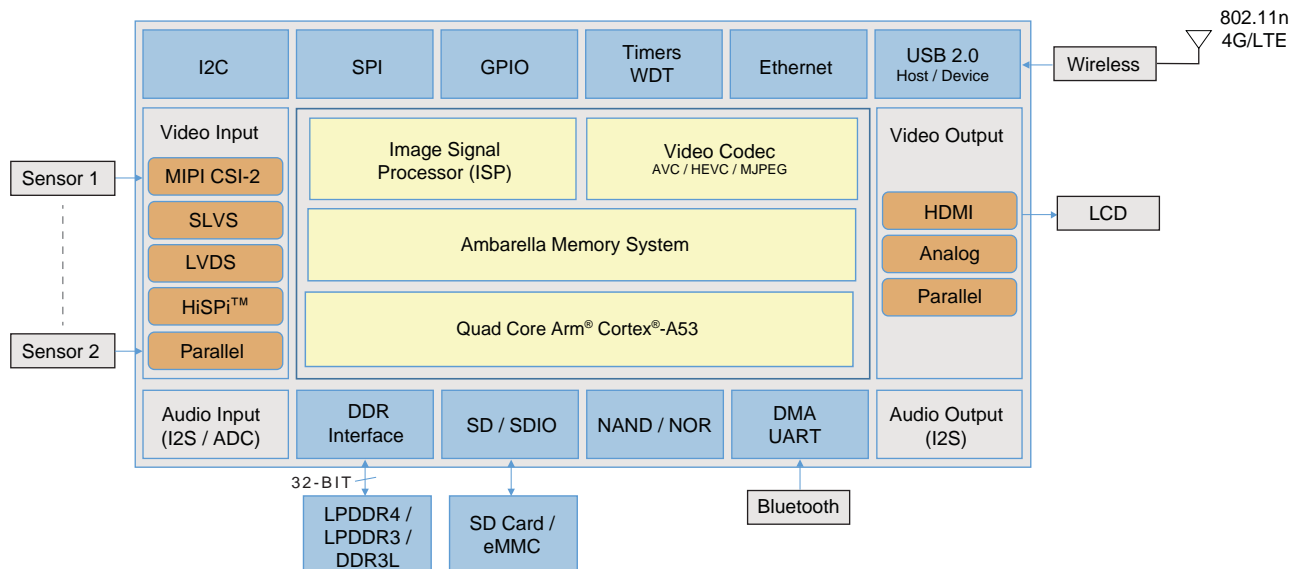 802.11n
4G/LTE
I2C
SPI
GPIO
Timers
WDT
Ethernet
USB 2.0
Host / Device
Wireless
Video Input
MIPI CSI-2
SLVS
LVDS
HiSPi™
Parallel
Sensor 1
Sensor 2
Image Signal
Processor (ISP)
Video Codec
AVC / HEVC / MJPEG
Ambarella Memory System
Quad Core Arm® Cortex®-A53
Video Output
HDMI
Analog
Parallel
LCD
Audio Input
(I2S / ADC)
DDR
Interface
SD / SDIO
NAND / NOR
DMA
UART
Audio Output
(I2S)
32-BIT
LPDDR4 /
LPDDR3 /
DDR3L
SD Card /
eMMC
Bluetooth